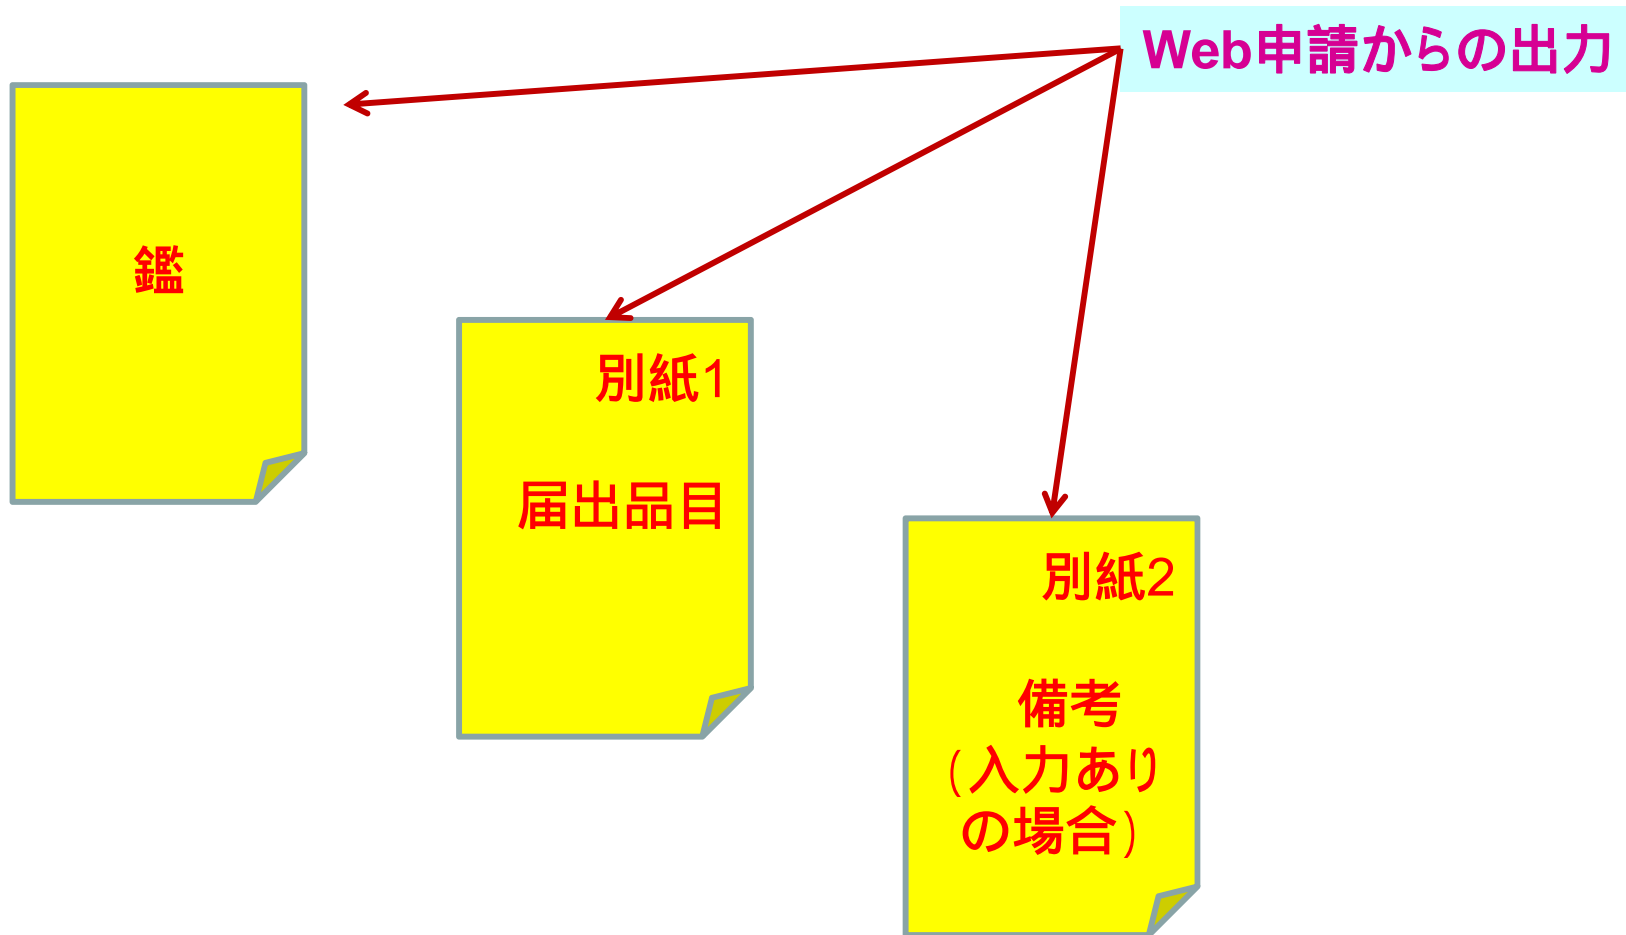 Web申請からの出力
鑑
別紙1
届出品目
別紙2
備考
(入力あり
の場合)